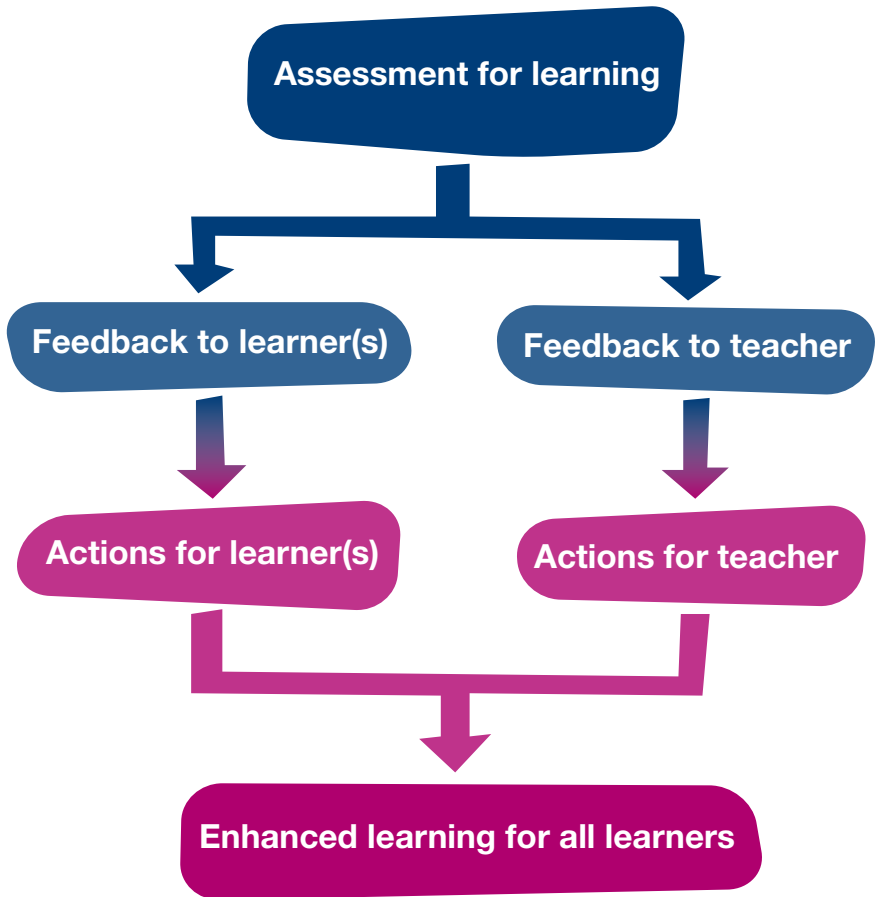 Assessment for learning
Feedback to learner(s)
Feedback to teacher
Actions for learner(s)
Actions for teacher
Enhanced learning for all learners